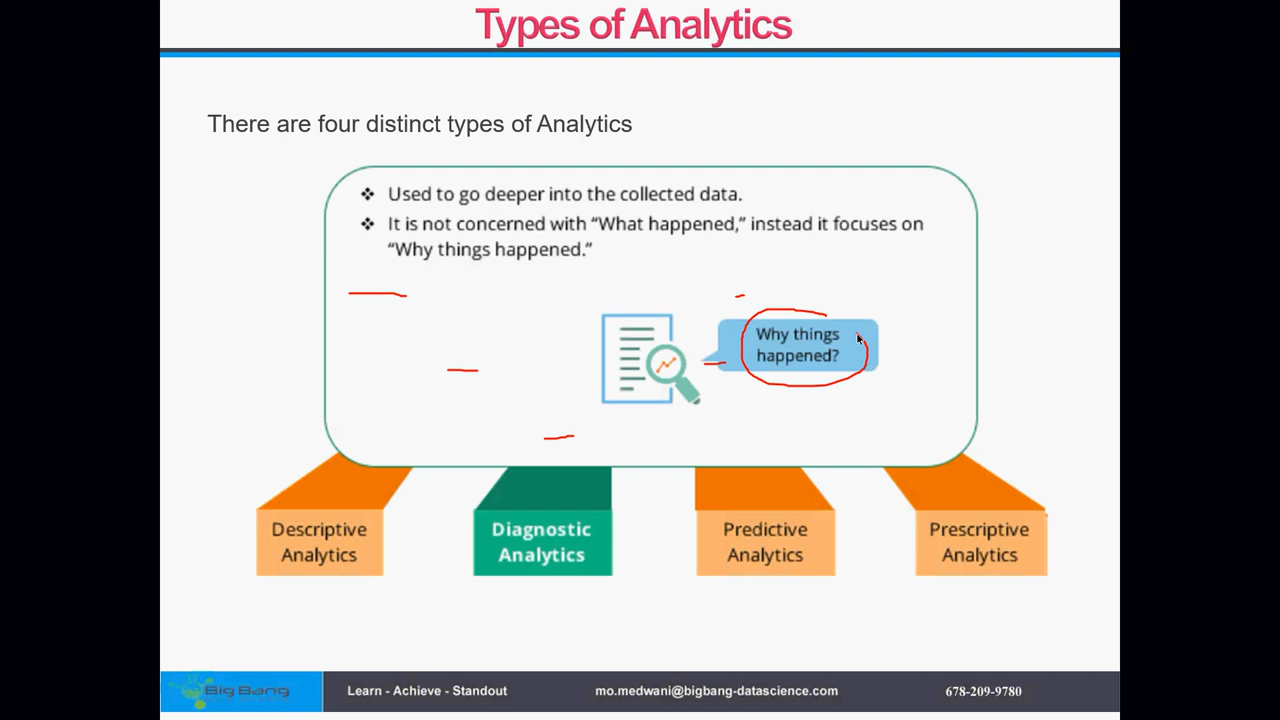 Types of Analytics
There are four distinct types of Analytics
❖ Used to go deeper into the collected data.
❖ It is not concerned with “What happened,” instead it focuses on
“Why things happened.”
Why things
happened?
Descriptive
Analytics
Diagnostic
Analytics
Predictive
Analytics
Prescriptive
Analytics
Big Bang
Learn - Achieve - Standout
mo.medwani@bigbang-datascience.com
678-209-9780